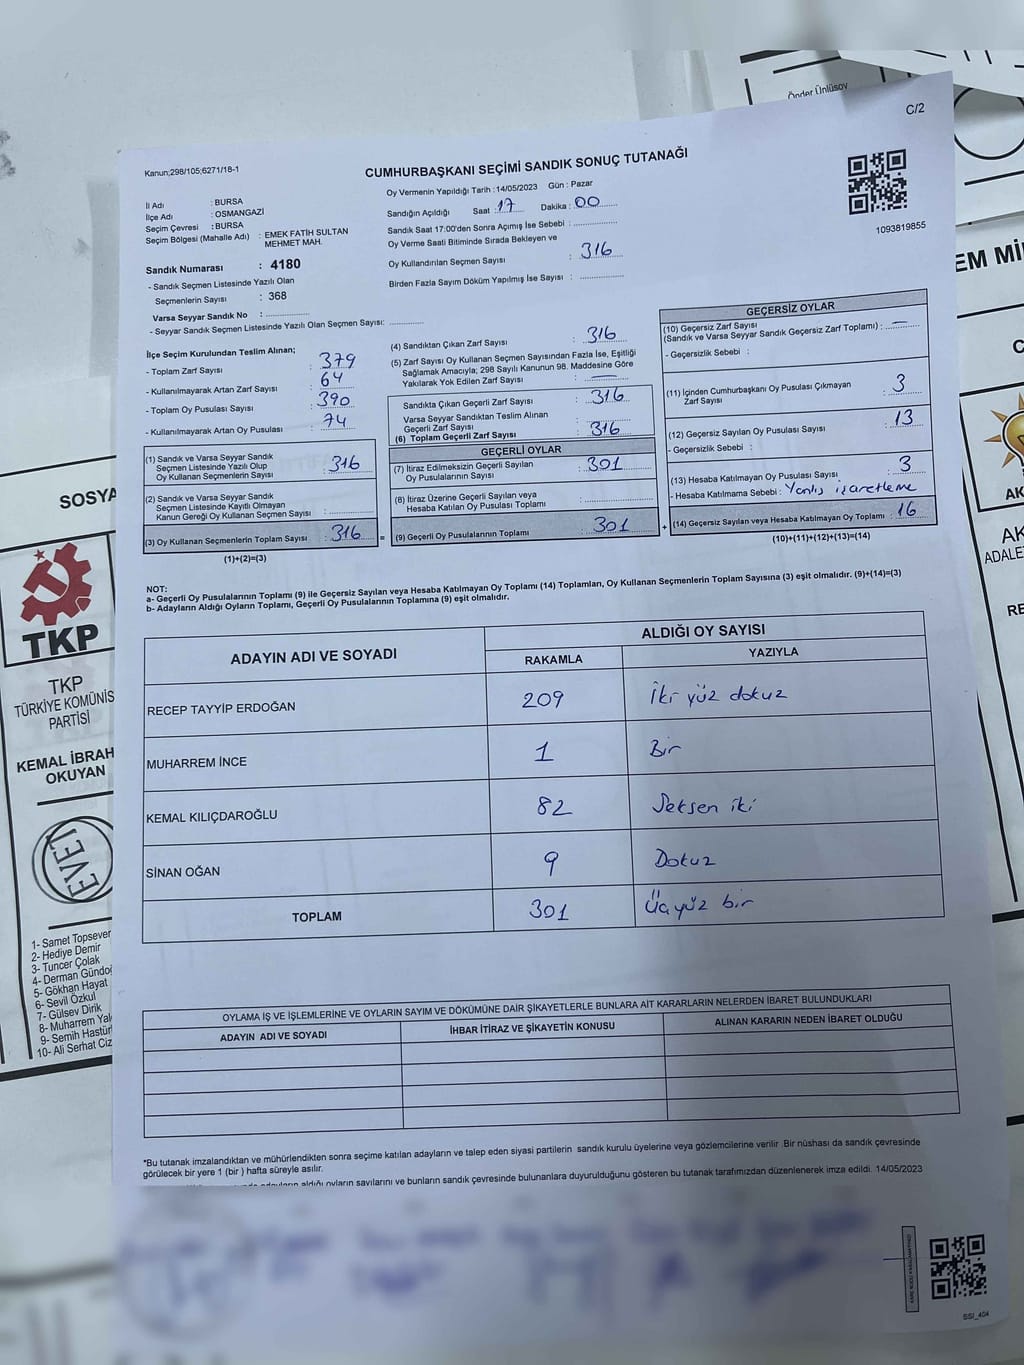 Önder Ünlüsoy
C/2
Kanun;298/105;6271/18-1
CUMHURBAŞKANI SEÇİMİ SANDIK SONUÇ TUTANAĞI
1093819855
İl Adı : BURSA
İlçe Adı : OSMANGAZİ
Seçim Çevresi : BURSA
Seçim Bölgesi (Mahalle Adı) : EMEK FATİH SULTAN
MEHMET MAH.
Sandık Numarası : 4180
- Sandık Seçmen Listesinde Yazılı Olan
Seçmenlerin Sayısı : 368
Varsa Seyyar Sandık No :
- Seyyar Sandık Seçmen Listesinde Yazılı Olan Seçmen Sayısı:
Oy Vermenin Yapıldığı Tarih : 14/05/2023 Gün : Pazar
Sandığın Açıldığı Saat : 17 Dakika : 00
Sandık Saat 17:00'den Sonra Açımış İse Sebebi :
Oy Verme Saati Bitiminde Sırada Bekleyen ve
Oy Kullandırılan Seçmen Sayısı : 316
Birden Fazla Sayım Döküm Yapılmış İse Sayısı :
İlçe Seçim Kurulundan Teslim Alınan;
- Toplam Zarf Sayısı : 379
- Kullanılmayarak Artan Zarf Sayısı : 64
- Toplam Oy Pusulası Sayısı : 390
- Kullanılmayarak Artan Oy Pusulası : 74
(1) Sandık ve Varsa Seyyar Sandık
Seçmen Listesinde Yazılı Olup
Oy Kullanan Seçmenlerin Sayısı : 316
(2) Sandık ve Varsa Seyyar Sandık
Seçmen Listesinde Kayıtlı Olmayan
Kanun Gereği Oy Kullanan Seçmen Sayısı :
(3) Oy Kullanan Seçmenlerin Toplam Sayısı : 316
(1)+(2)=(3)
(4) Sandıktan Çıkan Zarf Sayısı : 316
(5) Zarf Sayısı Oy Kullanan Seçmen Sayısından Fazla İse, Eşitliği
Sağlamak Amacıyla; 298 Sayılı Kanunun 98. Maddesine Göre
Yakılarak Yok Edilen Zarf Sayısı : —
Sandıkta Çıkan Geçerli Zarf Sayısı : 316
Varsa Seyyar Sandıktan Teslim Alınan
Geçerli Zarf Sayısı :
(6) Toplam Geçerli Zarf Sayısı : 316
GEÇERLİ OYLAR
(7) İtiraz Edilmeksizin Geçerli Sayılan
Oy Pusulalarının Sayısı : 301
(8) İtiraz Üzerine Geçerli Sayılan veya
Hesaba Katılan Oy Pusulası Toplamı :
= (9) Geçerli Oy Pusulalarının Toplamı : 301 +
GEÇERSİZ OYLAR
(10) Geçersiz Zarf Sayısı
(Sandık ve Varsa Seyyar Sandık Geçersiz Zarf Toplamı) : —
- Geçersizlik Sebebi :
(11) İçinden Cumhurbaşkanı Oy Pusulası Çıkmayan
Zarf Sayısı : 3
(12) Geçersiz Sayılan Oy Pusulası Sayısı : 13
- Geçersizlik Sebebi :
(13) Hesaba Katılmayan Oy Pusulası Sayısı : 3
- Hesaba Katılmama Sebebi : Yanlış işaretleme
(14) Geçersiz Sayılan veya Hesaba Katılmayan Oy Toplamı : 16
(10)+(11)+(12)+(13)=(14)
NOT:
a- Geçerli Oy Pusulalarının Toplamı (9) ile Geçersiz Sayılan veya Hesaba Katılmayan Oy Toplamı (14) Toplamları, Oy Kullanan Seçmenlerin Toplam Sayısına (3) eşit olmalıdır. (9)+(14)=(3)
b- Adayların Aldığı Oyların Toplamı, Geçerli Oy Pusulalarının Toplamına (9) eşit olmalıdır.
ADAYIN ADI VE SOYADI
ALDIĞI OY SAYISI
RAKAMLA YAZIYLA
RECEP TAYYİP ERDOĞAN 209 İki yüz dokuz
MUHARREM İNCE 1 Bir
KEMAL KILIÇDAROĞLU 82 Seksen iki
SİNAN OĞAN 9 Dokuz
TOPLAM 301 Üçyüz bir
OYLAMA İŞ VE İŞLEMLERİNE VE OYLARIN SAYIM VE DÖKÜMÜNE DAİR ŞİKAYETLERLE BUNLARA AİT KARARLARIN NELERDEN İBARET BULUNDUKLARI
ADAYIN ADI VE SOYADI İHBAR İTİRAZ VE ŞİKAYETİN KONUSU ALINAN KARARIN NEDEN İBARET OLDUĞU
*Bu tutanak imzalandıktan ve mühürlendikten sonra seçime katılan adayların ve talep eden siyasi partilerin sandık kurulu üyelerine veya gözlemcilerine verilir. Bir nüshası da sandık çevresinde
görülecek bir yere 1 (bir ) hafta süreyle asılır.
adayların aldığı oyların sayılarını ve bunların sandık çevresinde bulunanlara duyurulduğunu gösteren bu tutanak tarafımızdan düzenlenerek imza edildi. 14/05/2023
SSI_404
SOSYA
TKP
TKP
TÜRKİYE KOMÜNİS
PARTİSİ
KEMAL İBRAH
OKUYAN
EVET
1- Samet Topsever
2- Hediye Demir
3- Tuncer Çolak
4- Derman Gündoğ
5- Gökhan Hayat
6- Sevil Özkul
7- Gülsev Dirik
8- Muharrem Yal
9- Semih Hastür
10- Ali Serhat Ciz
EM Mİ
C
AK
AK
ADALE
RE